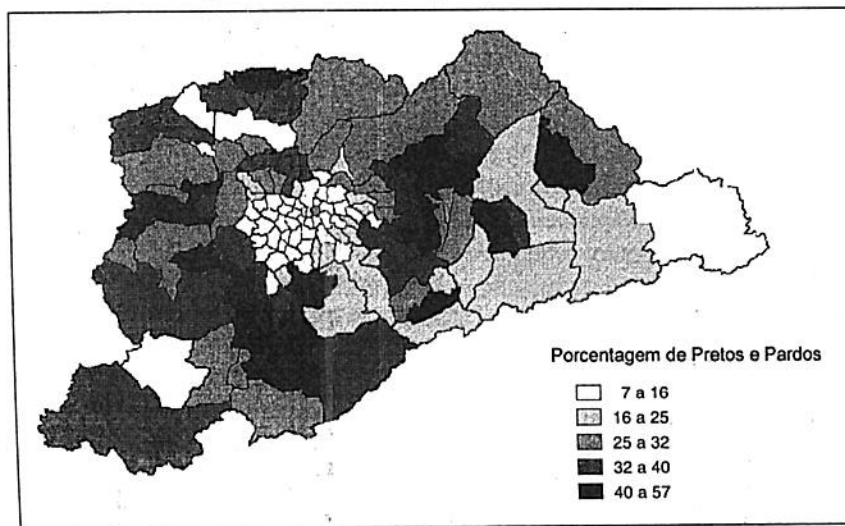 Porcentagem de Pretos e Pardos
7 a 16
16 a 25
25 a 32
32 a 40
40 a 57